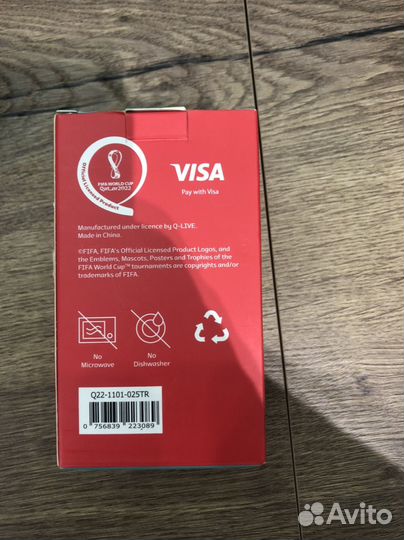 FIFA WORLD CUP
Qatar2022
Official Licensed Product
VISA
Pay with Visa
Manufactured under licence by Q-LIVE.
Made in China.
©FIFA, FIFA's Official Licensed Product Logos, and
the Emblems, Mascots, Posters and Trophies of the
FIFA World Cup™ tournaments are copyrights and/or
trademarks of FIFA.
No
Microwave
No
Dishwasher
Q22-1101-025TR
0 756839 223089
Avito